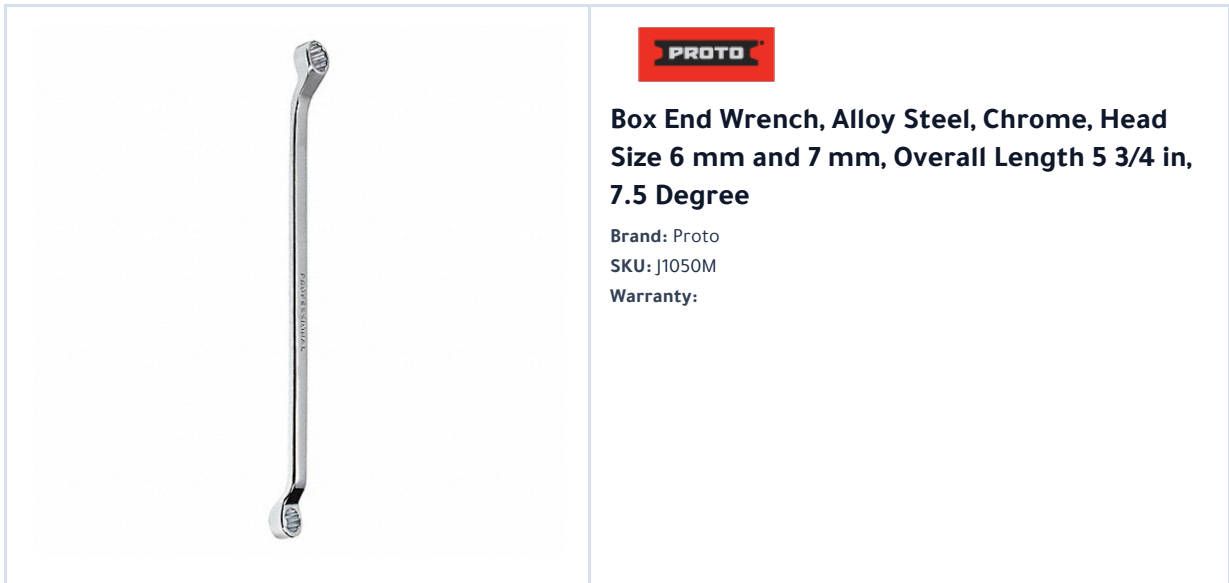 PROTO
Box End Wrench, Alloy Steel, Chrome, Head
Size 6 mm and 7 mm, Overall Length 5 3/4 in,
7.5 Degree
Brand: Proto
SKU: J1050M
Warranty:
PROFESSIONAL